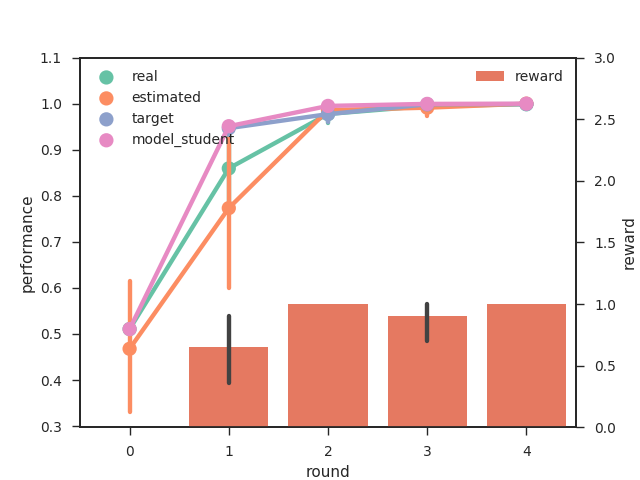 1.1
1.0
0.9
0.8
0.7
0.6
0.5
0.4
0.3
performance
real
estimated
target
model_student
reward
3.0
2.5
2.0
1.5
1.0
0.5
0.0
reward
0 1 2 3 4
round